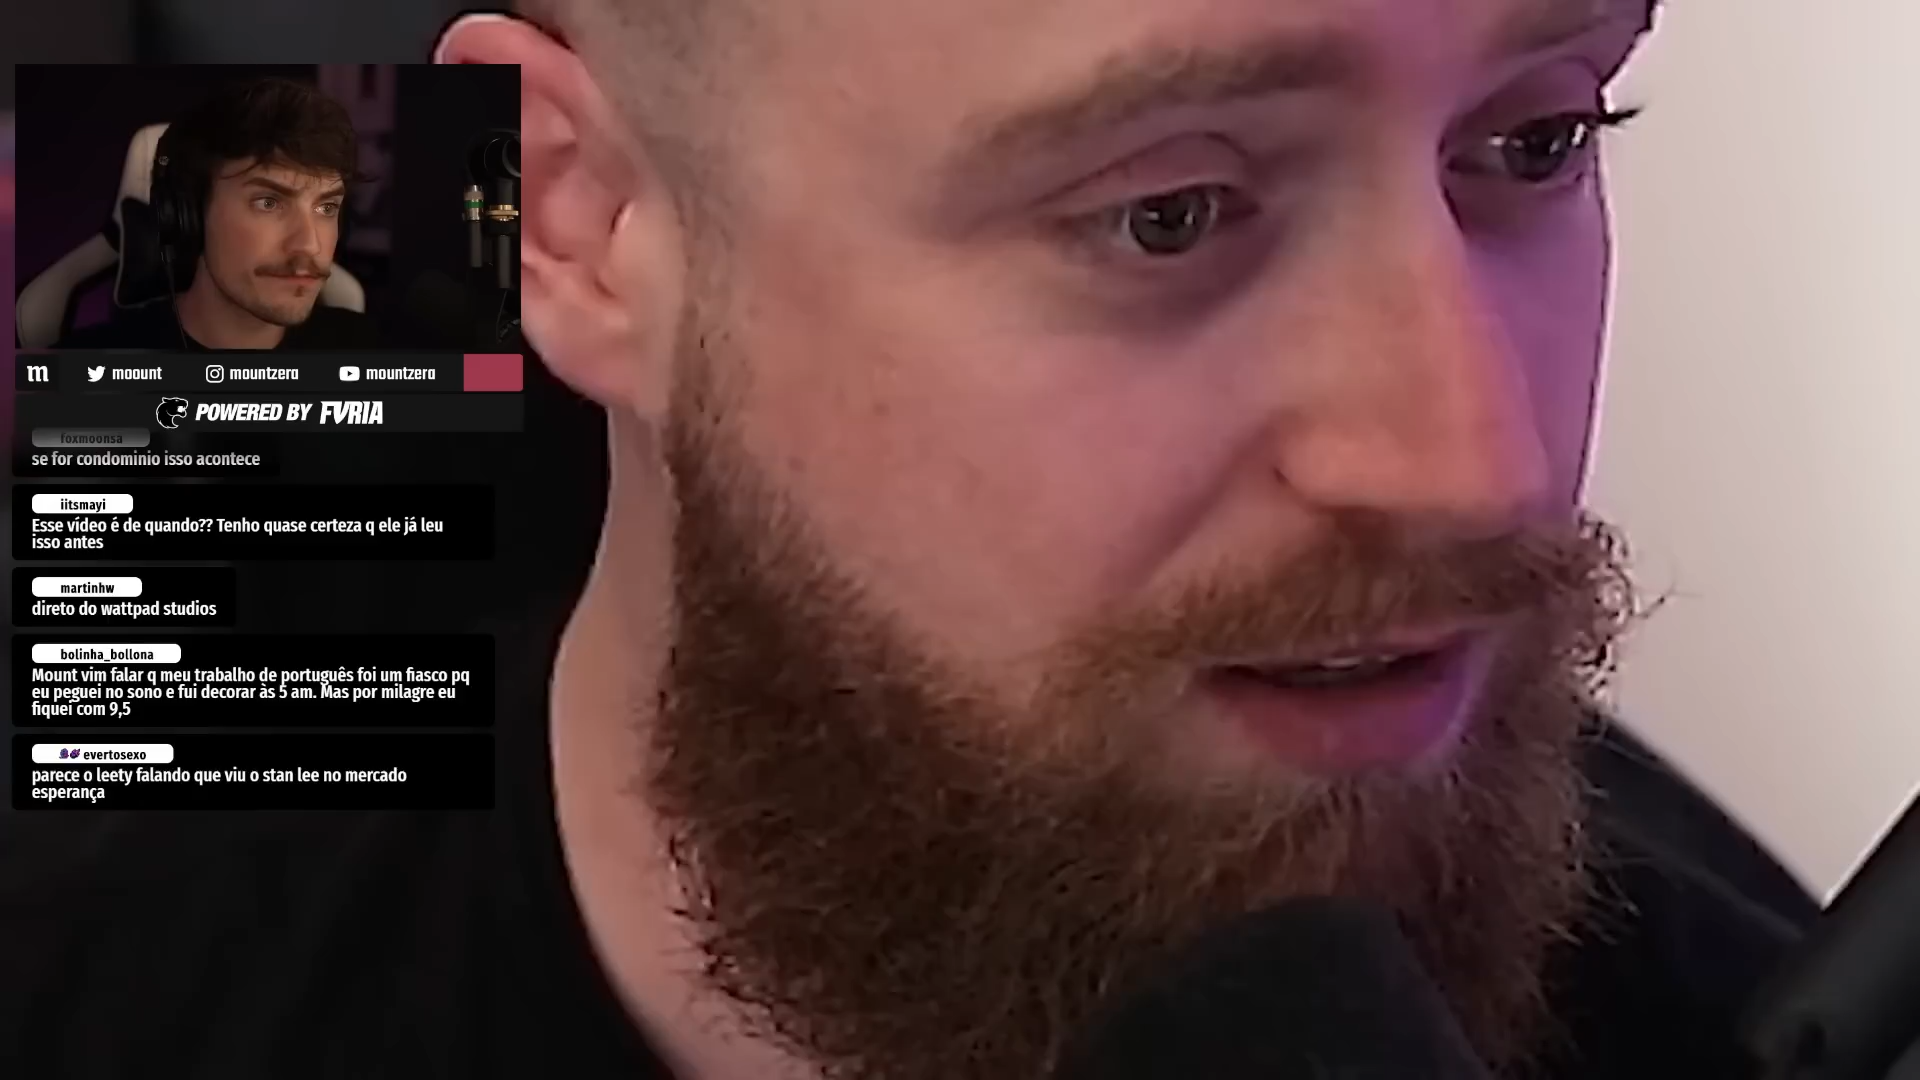 m moount mountzera mountzera
POWERED BY FVRIA
foxmoonsa
se for condominio isso acontece
iitsmayi
Esse vídeo é de quando?? Tenho quase certeza q ele já leu
isso antes
martinhw
direto do wattpad studios
bolinha_bollona
Mount vim falar q meu trabalho de português foi um fiasco pq
eu peguei no sono e fui decorar às 5 am. Mas por milagre eu
fiquei com 9,5
evertosexo
parece o leety falando que viu o stan lee no mercado
esperança